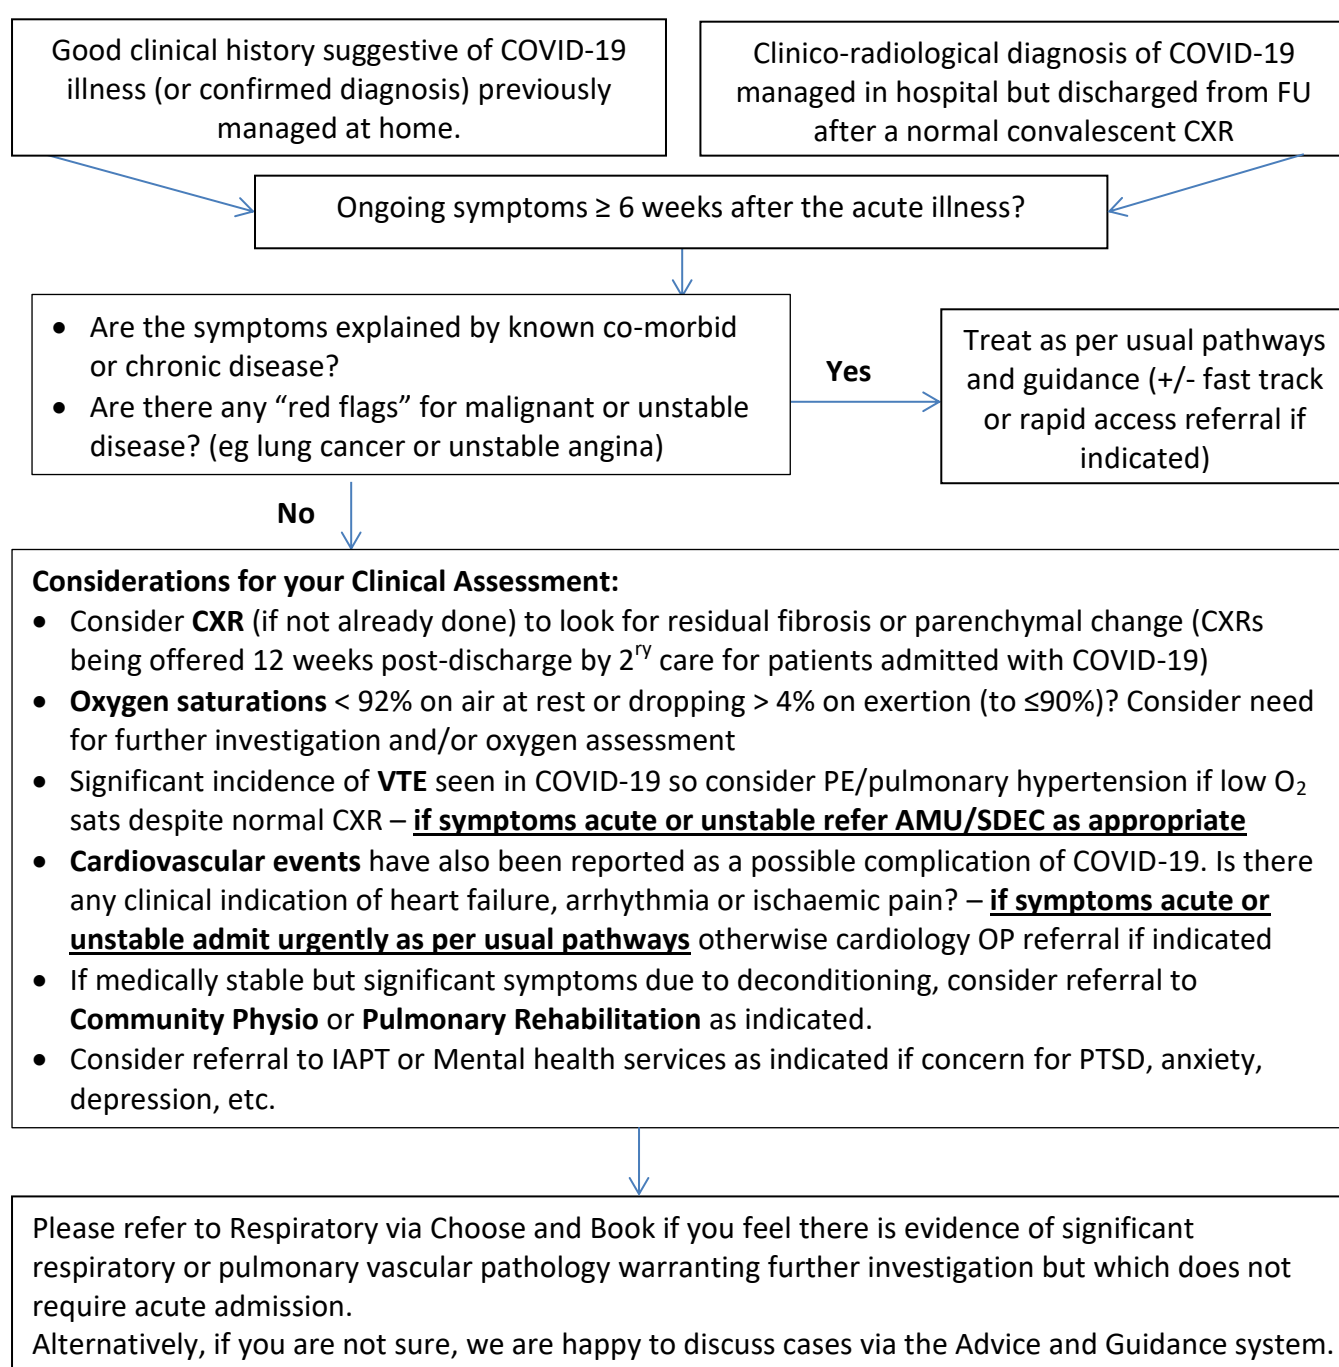 Good clinical history suggestive of COVID-19
illness (or confirmed diagnosis) previously
managed at home.
Clinico-radiological diagnosis of COVID-19
managed in hospital but discharged from FU
after a normal convalescent CXR
Ongoing symptoms ≥ 6 weeks after the acute illness?
• Are the symptoms explained by known co-morbid
or chronic disease?
• Are there any “red flags” for malignant or unstable
disease? (eg lung cancer or unstable angina)
Yes
Treat as per usual pathways
and guidance (+/- fast track
or rapid access referral if
indicated)
No
Considerations for your Clinical Assessment:
• Consider CXR (if not already done) to look for residual fibrosis or parenchymal change (CXRs
being offered 12 weeks post-discharge by 2ry care for patients admitted with COVID-19)
• Oxygen saturations < 92% on air at rest or dropping > 4% on exertion (to ≤90%)? Consider need
for further investigation and/or oxygen assessment
• Significant incidence of VTE seen in COVID-19 so consider PE/pulmonary hypertension if low O2
sats despite normal CXR – if symptoms acute or unstable refer AMU/SDEC as appropriate
• Cardiovascular events have also been reported as a possible complication of COVID-19. Is there
any clinical indication of heart failure, arrhythmia or ischaemic pain? – if symptoms acute or
unstable admit urgently as per usual pathways otherwise cardiology OP referral if indicated
• If medically stable but significant symptoms due to deconditioning, consider referral to
Community Physio or Pulmonary Rehabilitation as indicated.
• Consider referral to IAPT or Mental health services as indicated if concern for PTSD, anxiety,
depression, etc.
Please refer to Respiratory via Choose and Book if you feel there is evidence of significant
respiratory or pulmonary vascular pathology warranting further investigation but which does not
require acute admission.
Alternatively, if you are not sure, we are happy to discuss cases via the Advice and Guidance system.